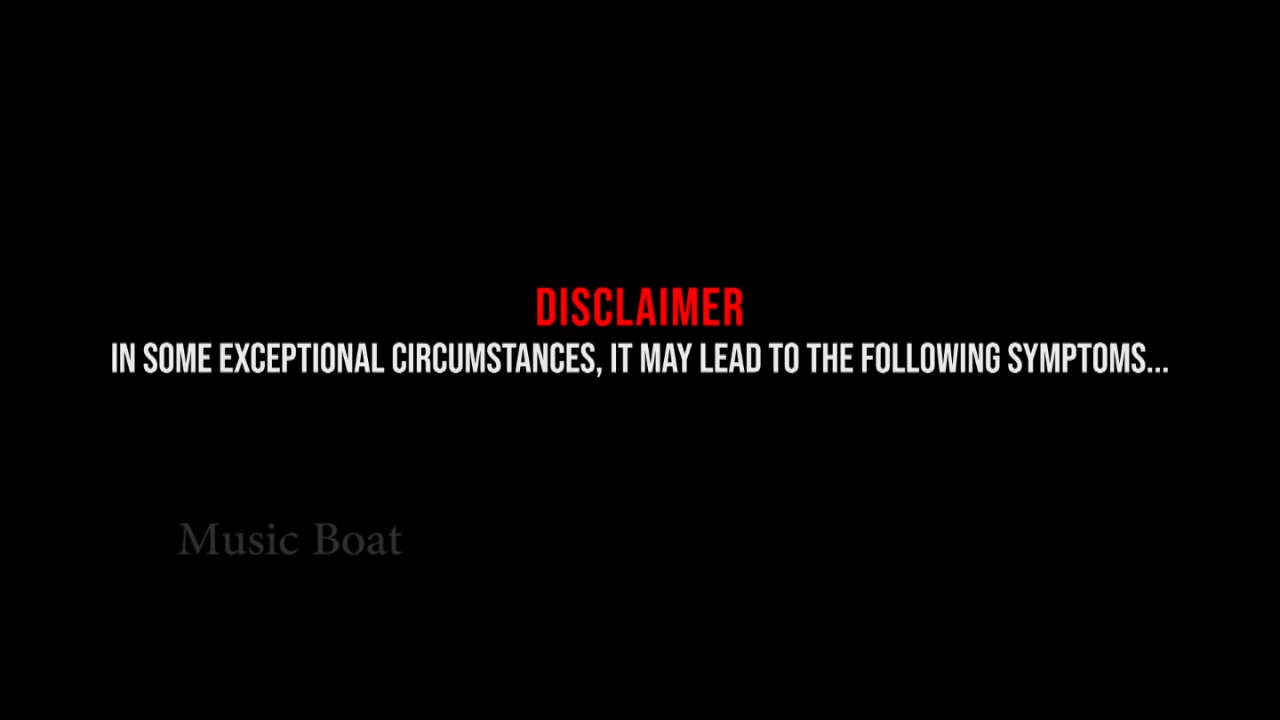 DISCLAIMER
IN SOME EXCEPTIONAL CIRCUMSTANCES, IT MAY LEAD TO THE FOLLOWING SYMPTOMS...
Music Boat